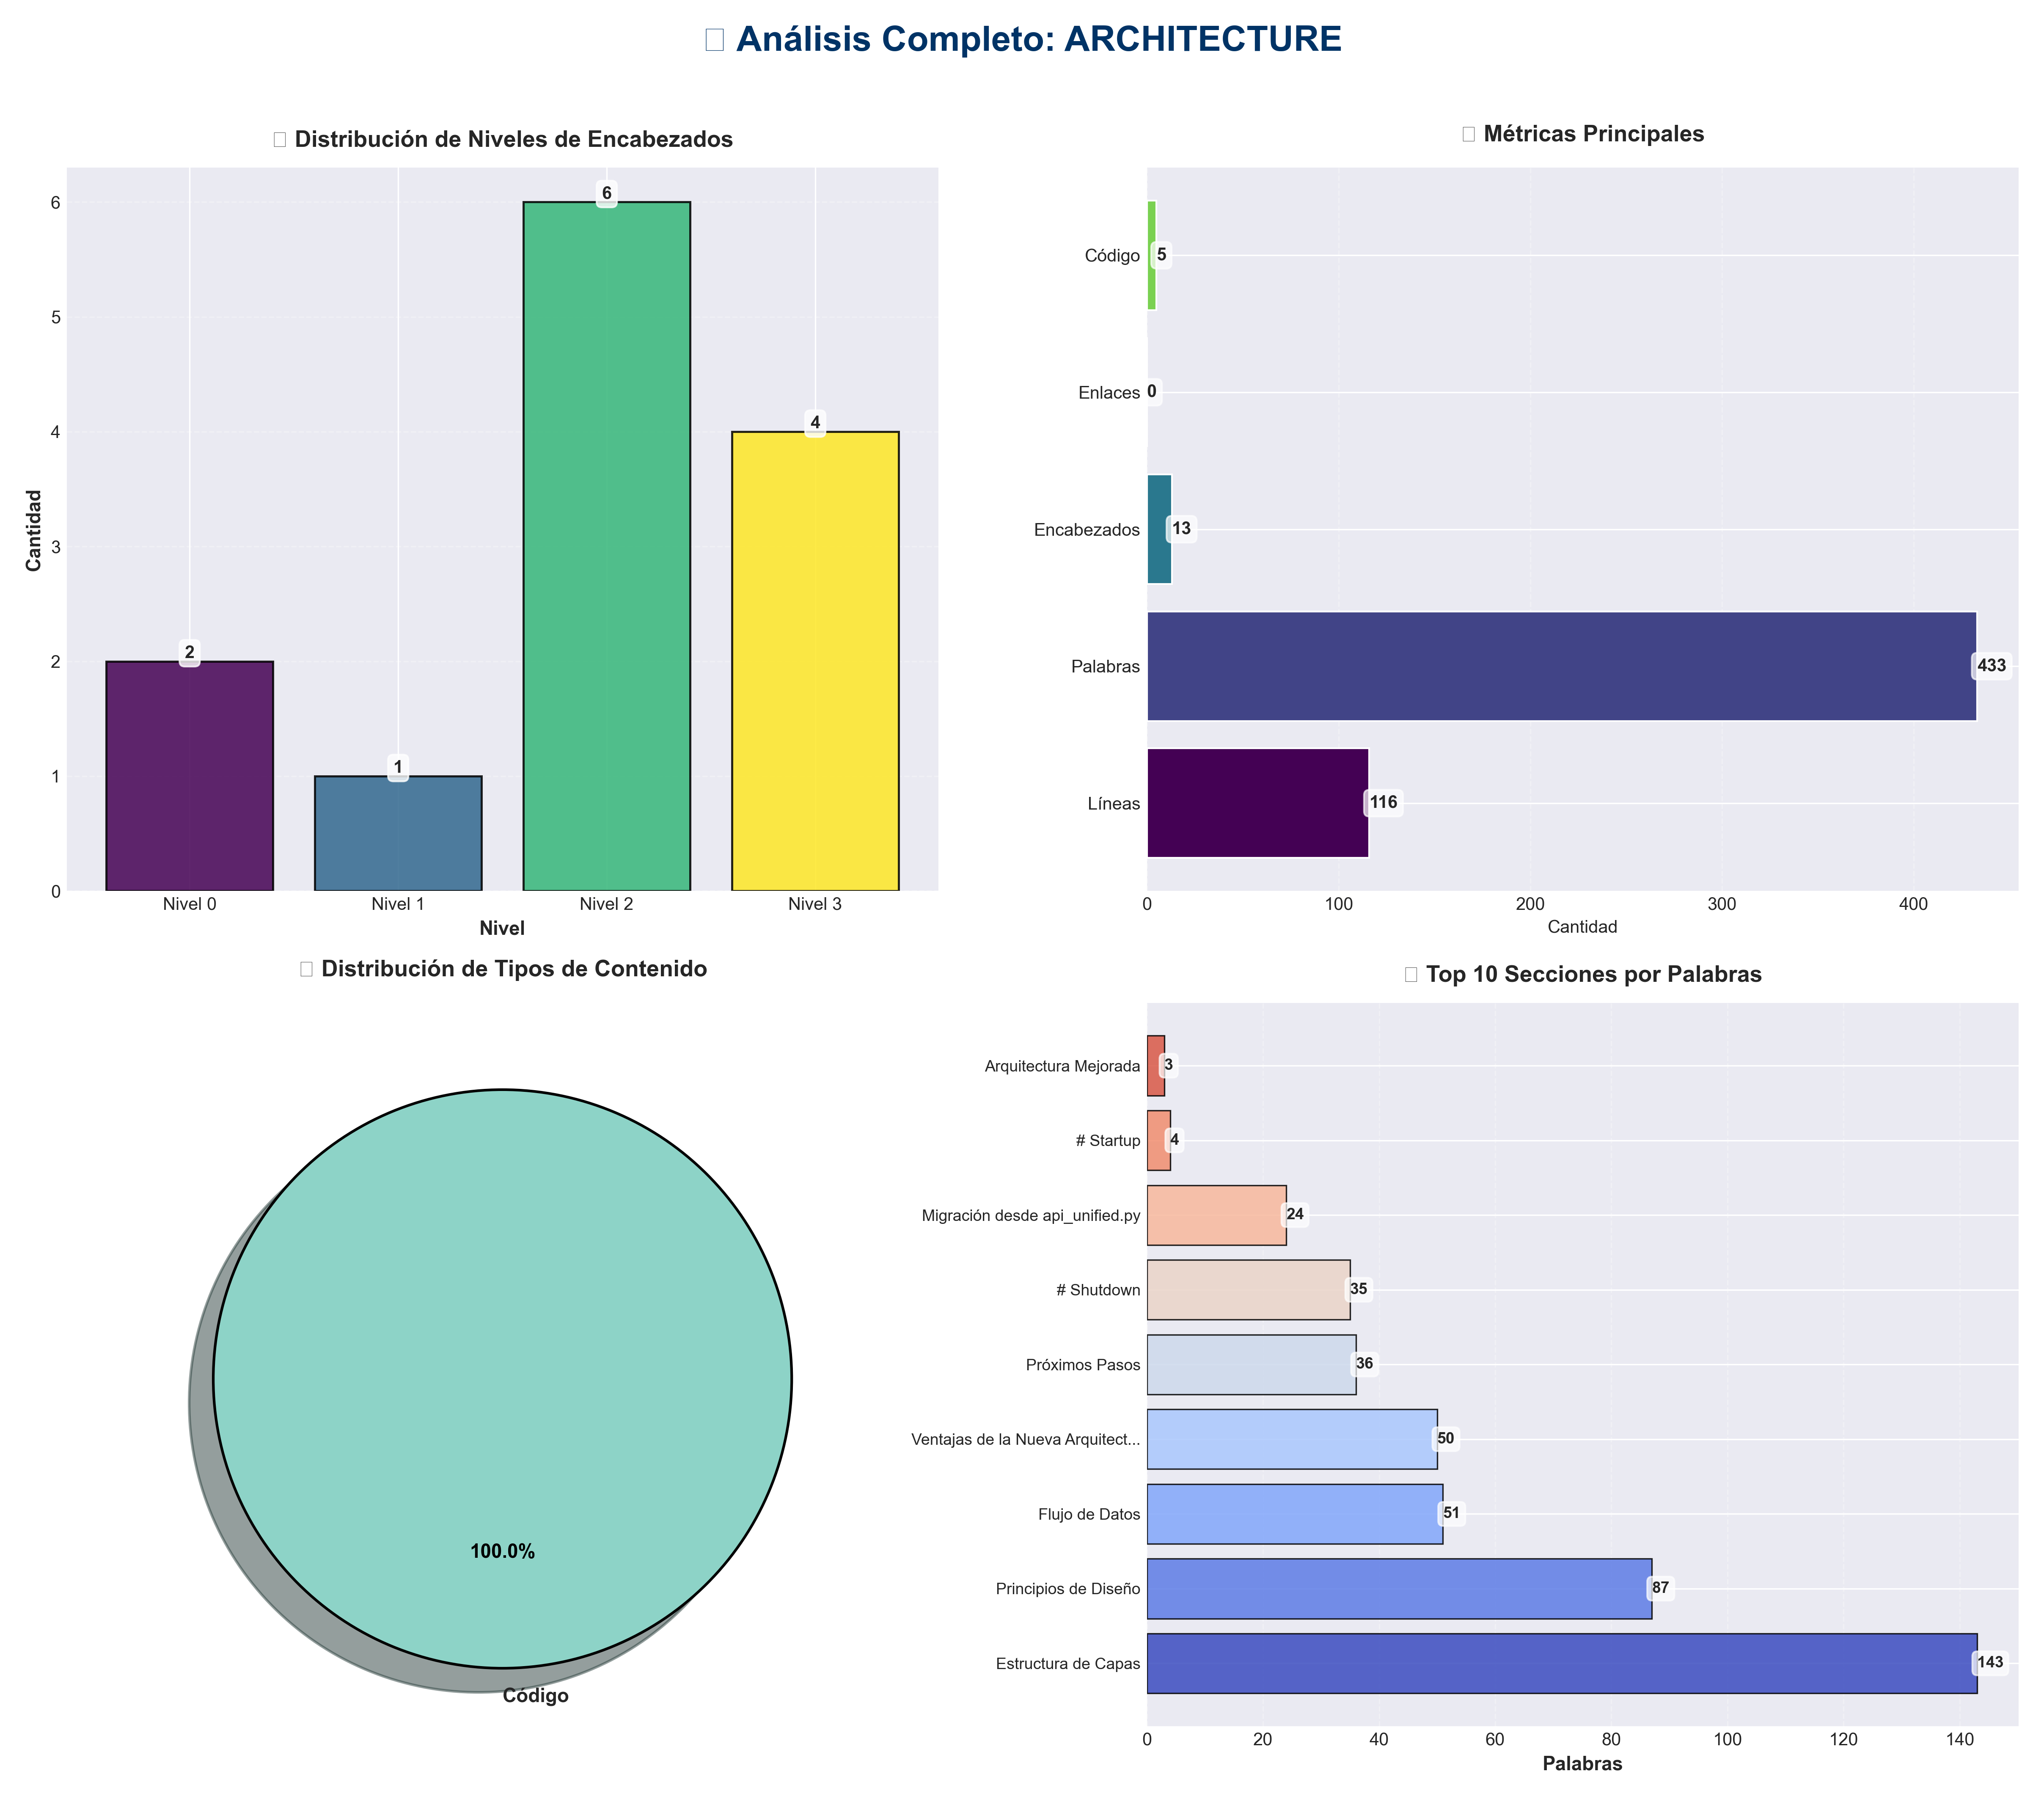 Análisis Completo: ARCHITECTURE
Distribución de Niveles de Encabezados
Cantidad
6
5
4
3
2
1
0
2
1
6
4
Nivel 0
Nivel 1
Nivel 2
Nivel 3
Nivel
Métricas Principales
Código
5
Enlaces
0
Encabezados
13
Palabras
433
Líneas
116
0
100
200
300
400
Cantidad
Distribución de Tipos de Contenido
100.0%
Código
Top 10 Secciones por Palabras
Arquitectura Mejorada
3
# Startup
4
Migración desde api_unified.py
24
# Shutdown
35
Próximos Pasos
36
Ventajas de la Nueva Arquitect...
50
Flujo de Datos
51
Principios de Diseño
87
Estructura de Capas
143
0
20
40
60
80
100
120
140
Palabras